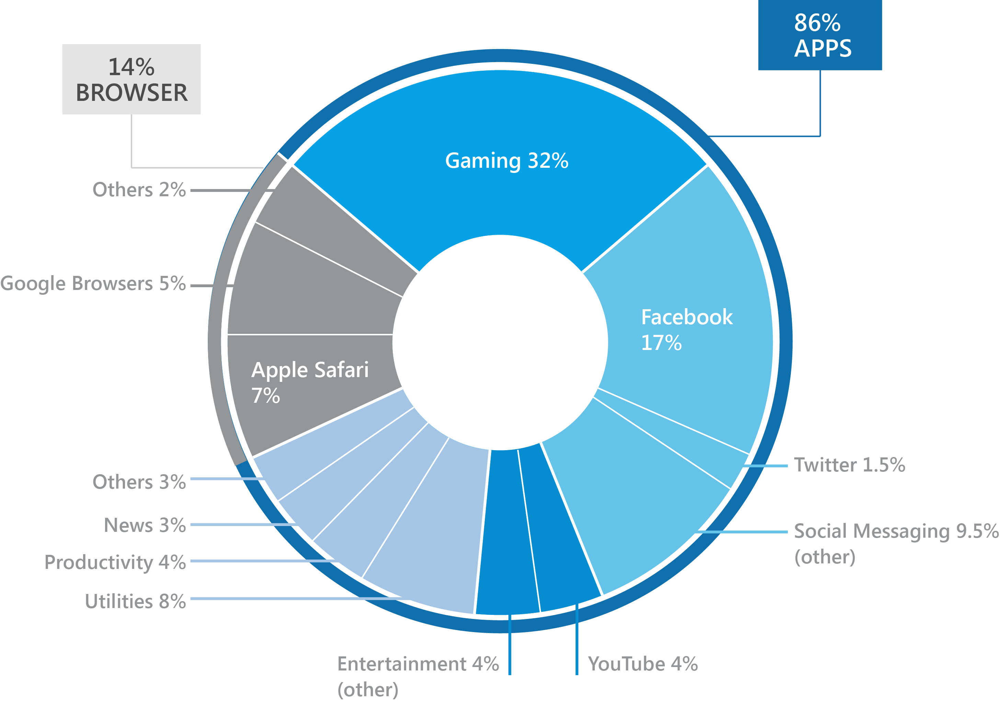 86%
APPS
14%
BROWSER
Gaming 32%
Others 2%
Google Browsers 5%
Facebook
17%
Apple Safari
7%
Twitter 1.5%
Others 3%
News 3%
Social Messaging 9.5%
(other)
Productivity 4%
Utilities 8%
Entertainment 4%
(other)
YouTube 4%